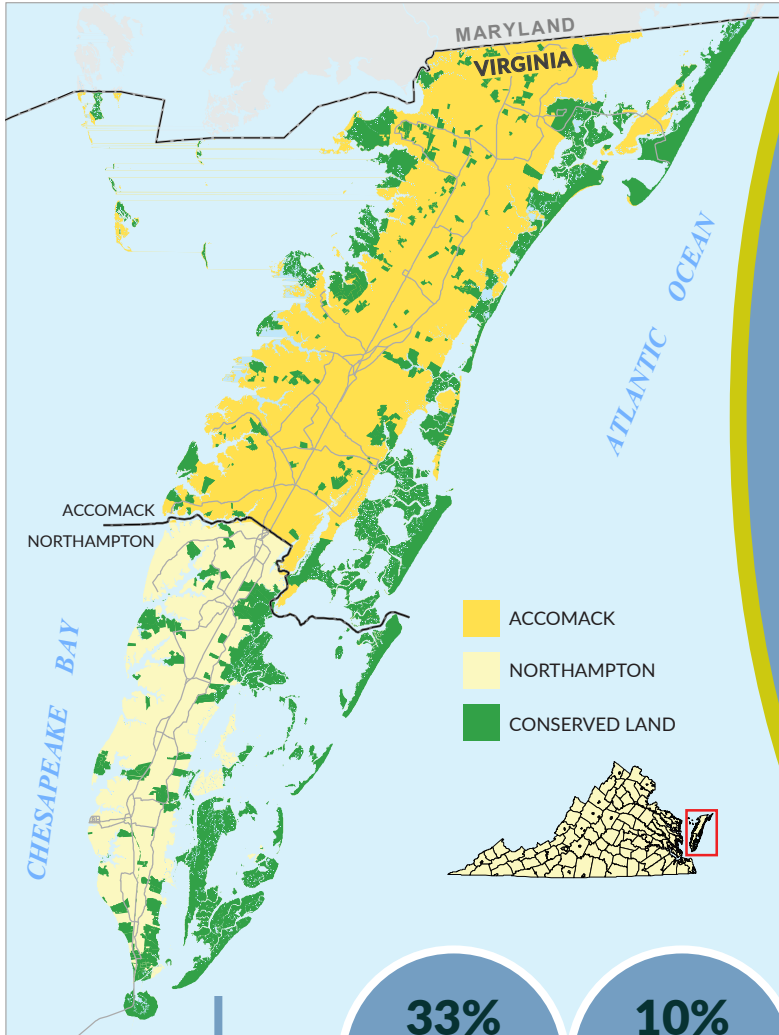 MARYLAND
VIRGINIA
ATLANTIC OCEAN
ACCOMACK
NORTHAMPTON
CHESAPEAKE BAY
ACCOMACK
NORTHAMPTON
CONSERVED LAND
33%
10%